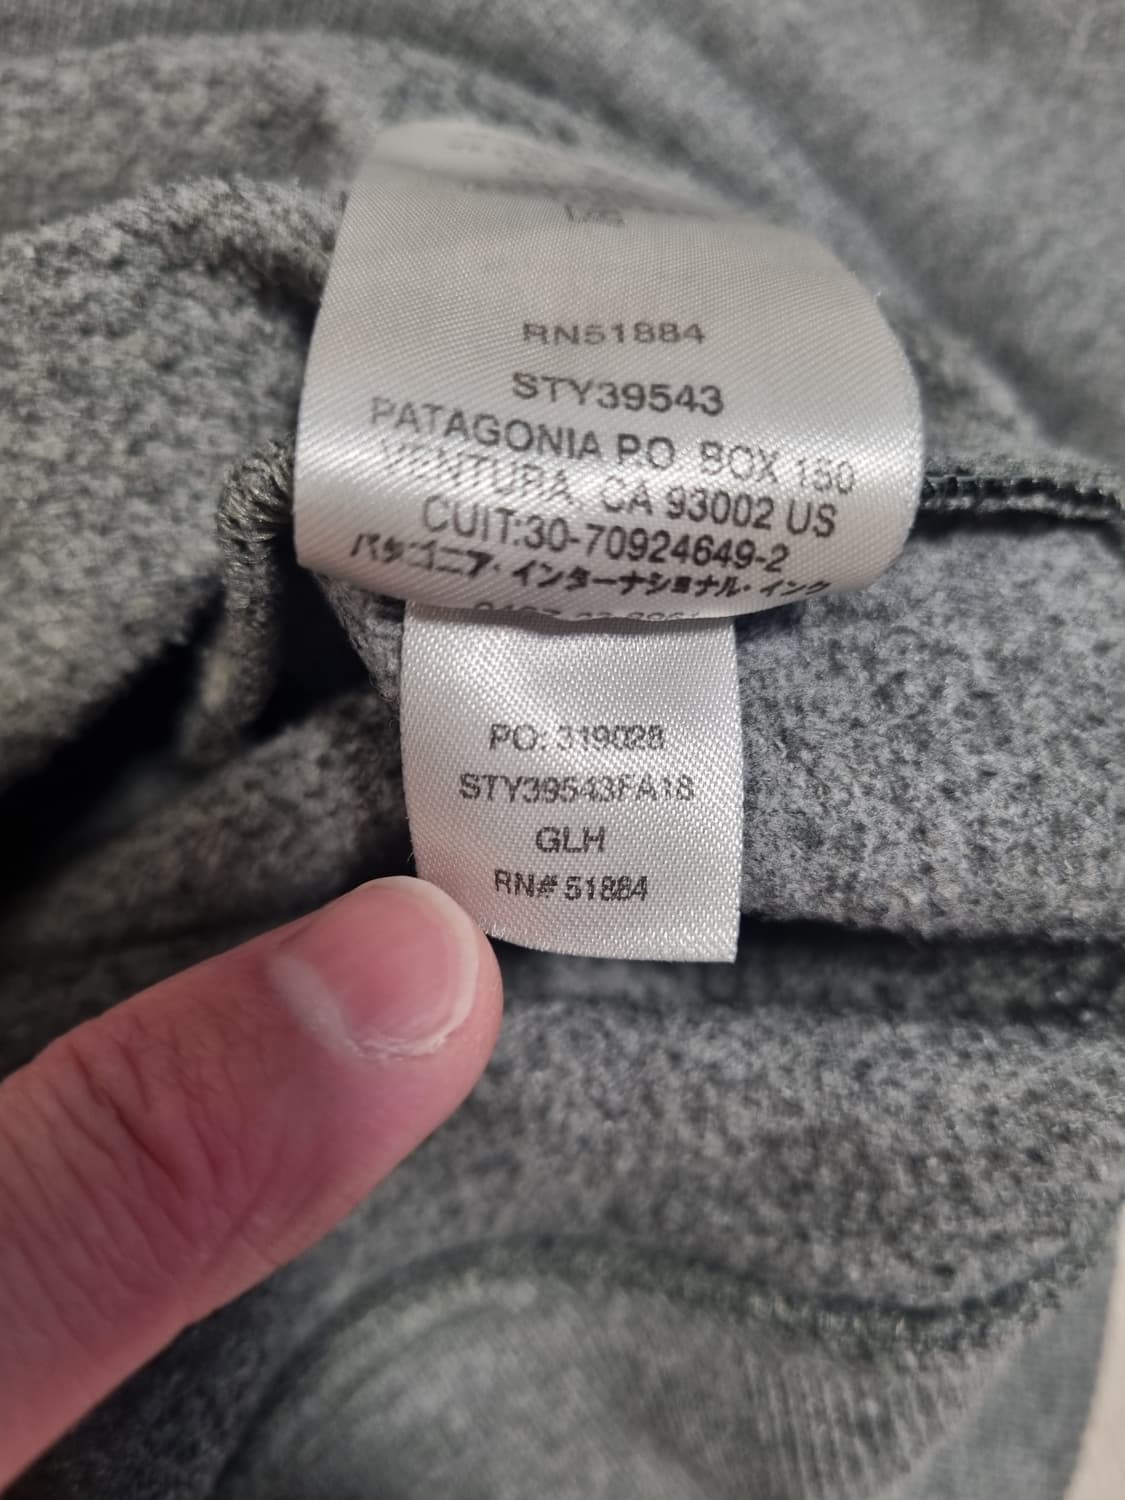 RN51884
STY39543
PATAGONIA P.O. BOX 150
VENTURA, CA 93002 US
CUIT:30-70924649-2
パタゴニア・インターナショナル・インク
PO: 319028
STY39543FA18
GLH
RN# 51884